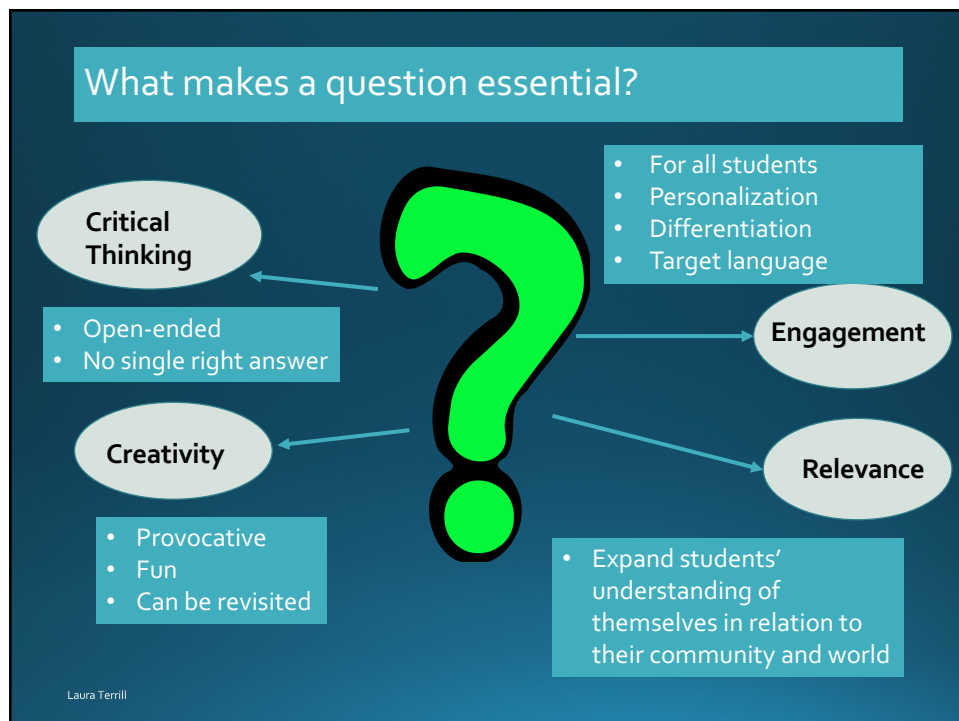 What makes a question essential?
Critical
Thinking
• Open-ended
• No single right answer
Creativity
• Provocative
• Fun
• Can be revisited
?
• For all students
• Personalization
• Differentiation
• Target language
Engagement
Relevance
• Expand students’
understanding of
themselves in relation to
their community and world
Laura Terrill